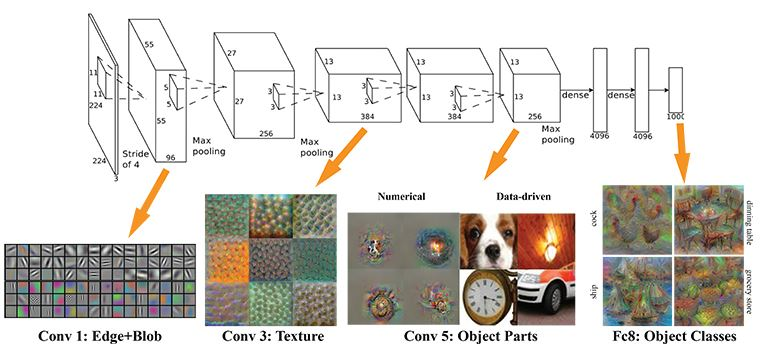 55
27
13
13
13
11
11
5
5
3
3
3
3
3
3
224
55
27
13
13
13
dense
dense
1000
384
384
256
Max
pooling
4096
4096
256
Max
pooling
Max
pooling
96
Stride
of 4
224
3
Numerical
Data-driven
cock
dinning table
ship
grocery store
Conv 1: Edge+Blob
Conv 3: Texture
Conv 5: Object Parts
Fc8: Object Classes